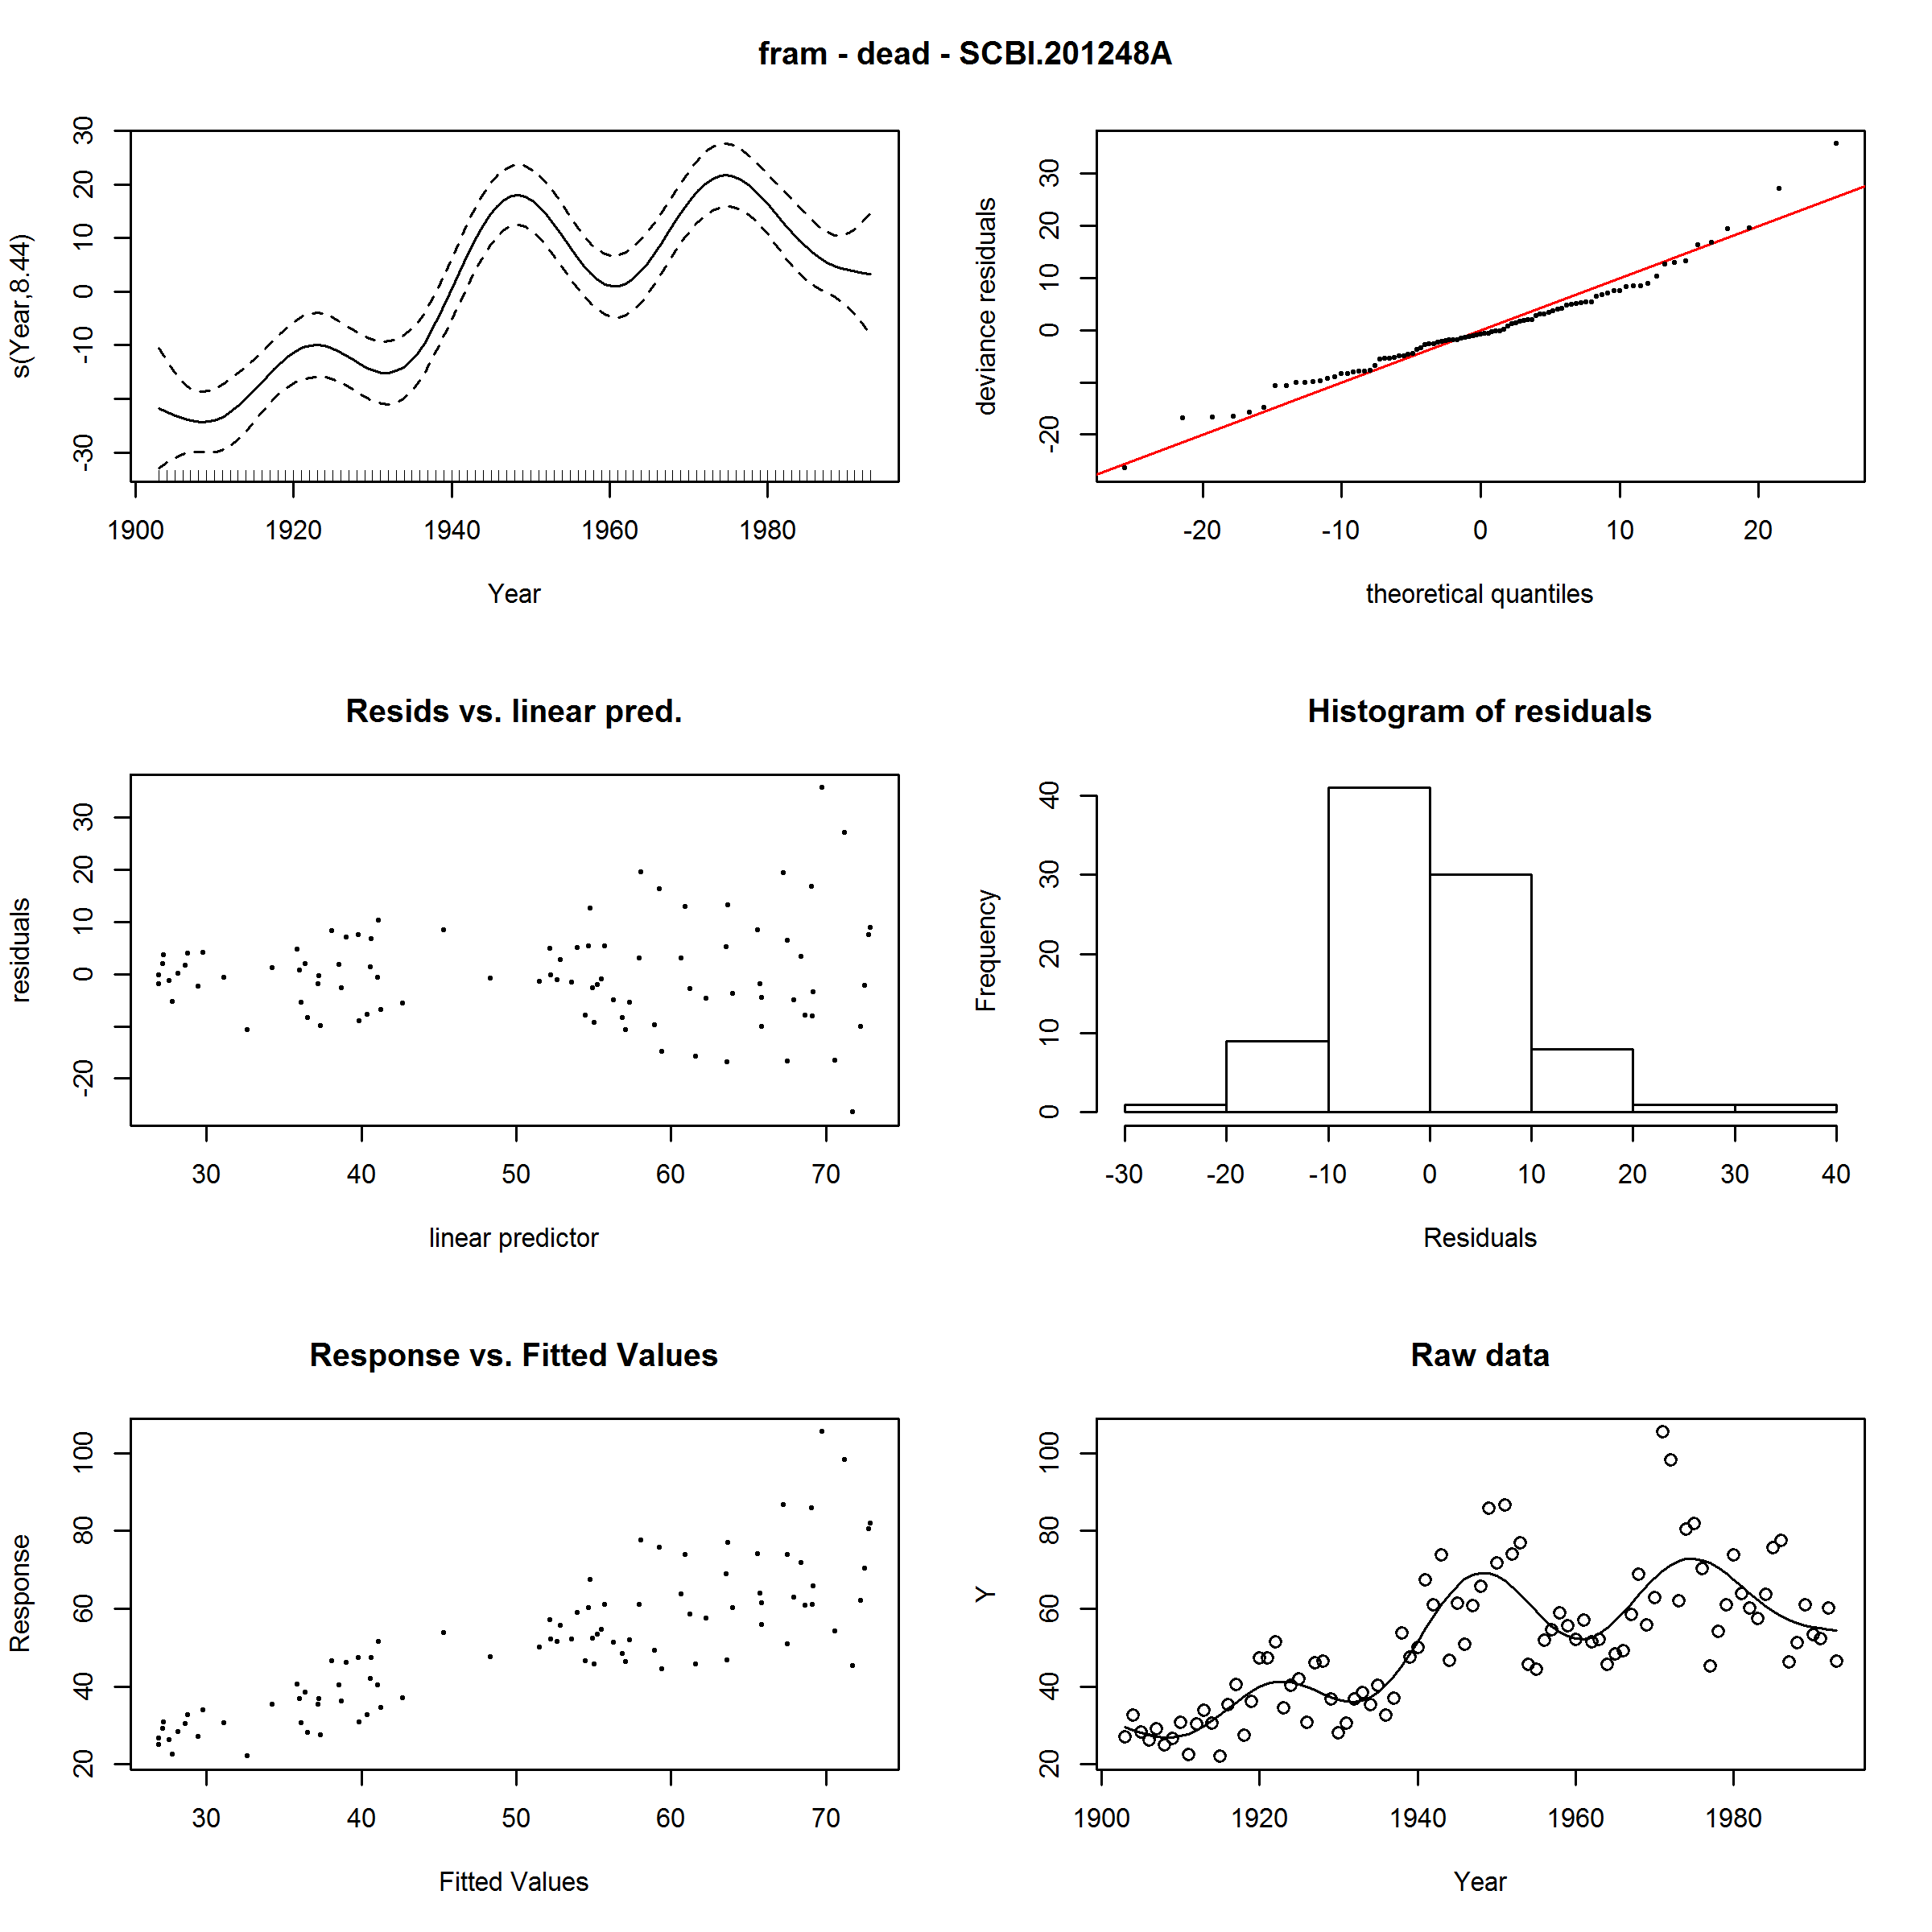 fram - dead - SCBI.201248A
s(Year,8.44)
30
20
10
0
-10
-30
1900 1920 1940 1960 1980
Year
deviance residuals
30
20
10
0
-20
-20 -10 0 10 20
theoretical quantiles
Resids vs. linear pred.
residuals
30
20
10
0
-20
30 40 50 60 70
linear predictor
Histogram of residuals
Frequency
40
30
20
10
0
-30 -20 -10 0 10 20 30 40
Residuals
Response vs. Fitted Values
Response
100
80
60
40
20
30 40 50 60 70
Fitted Values
Raw data
Y
100
80
60
40
20
1900 1920 1940 1960 1980
Year